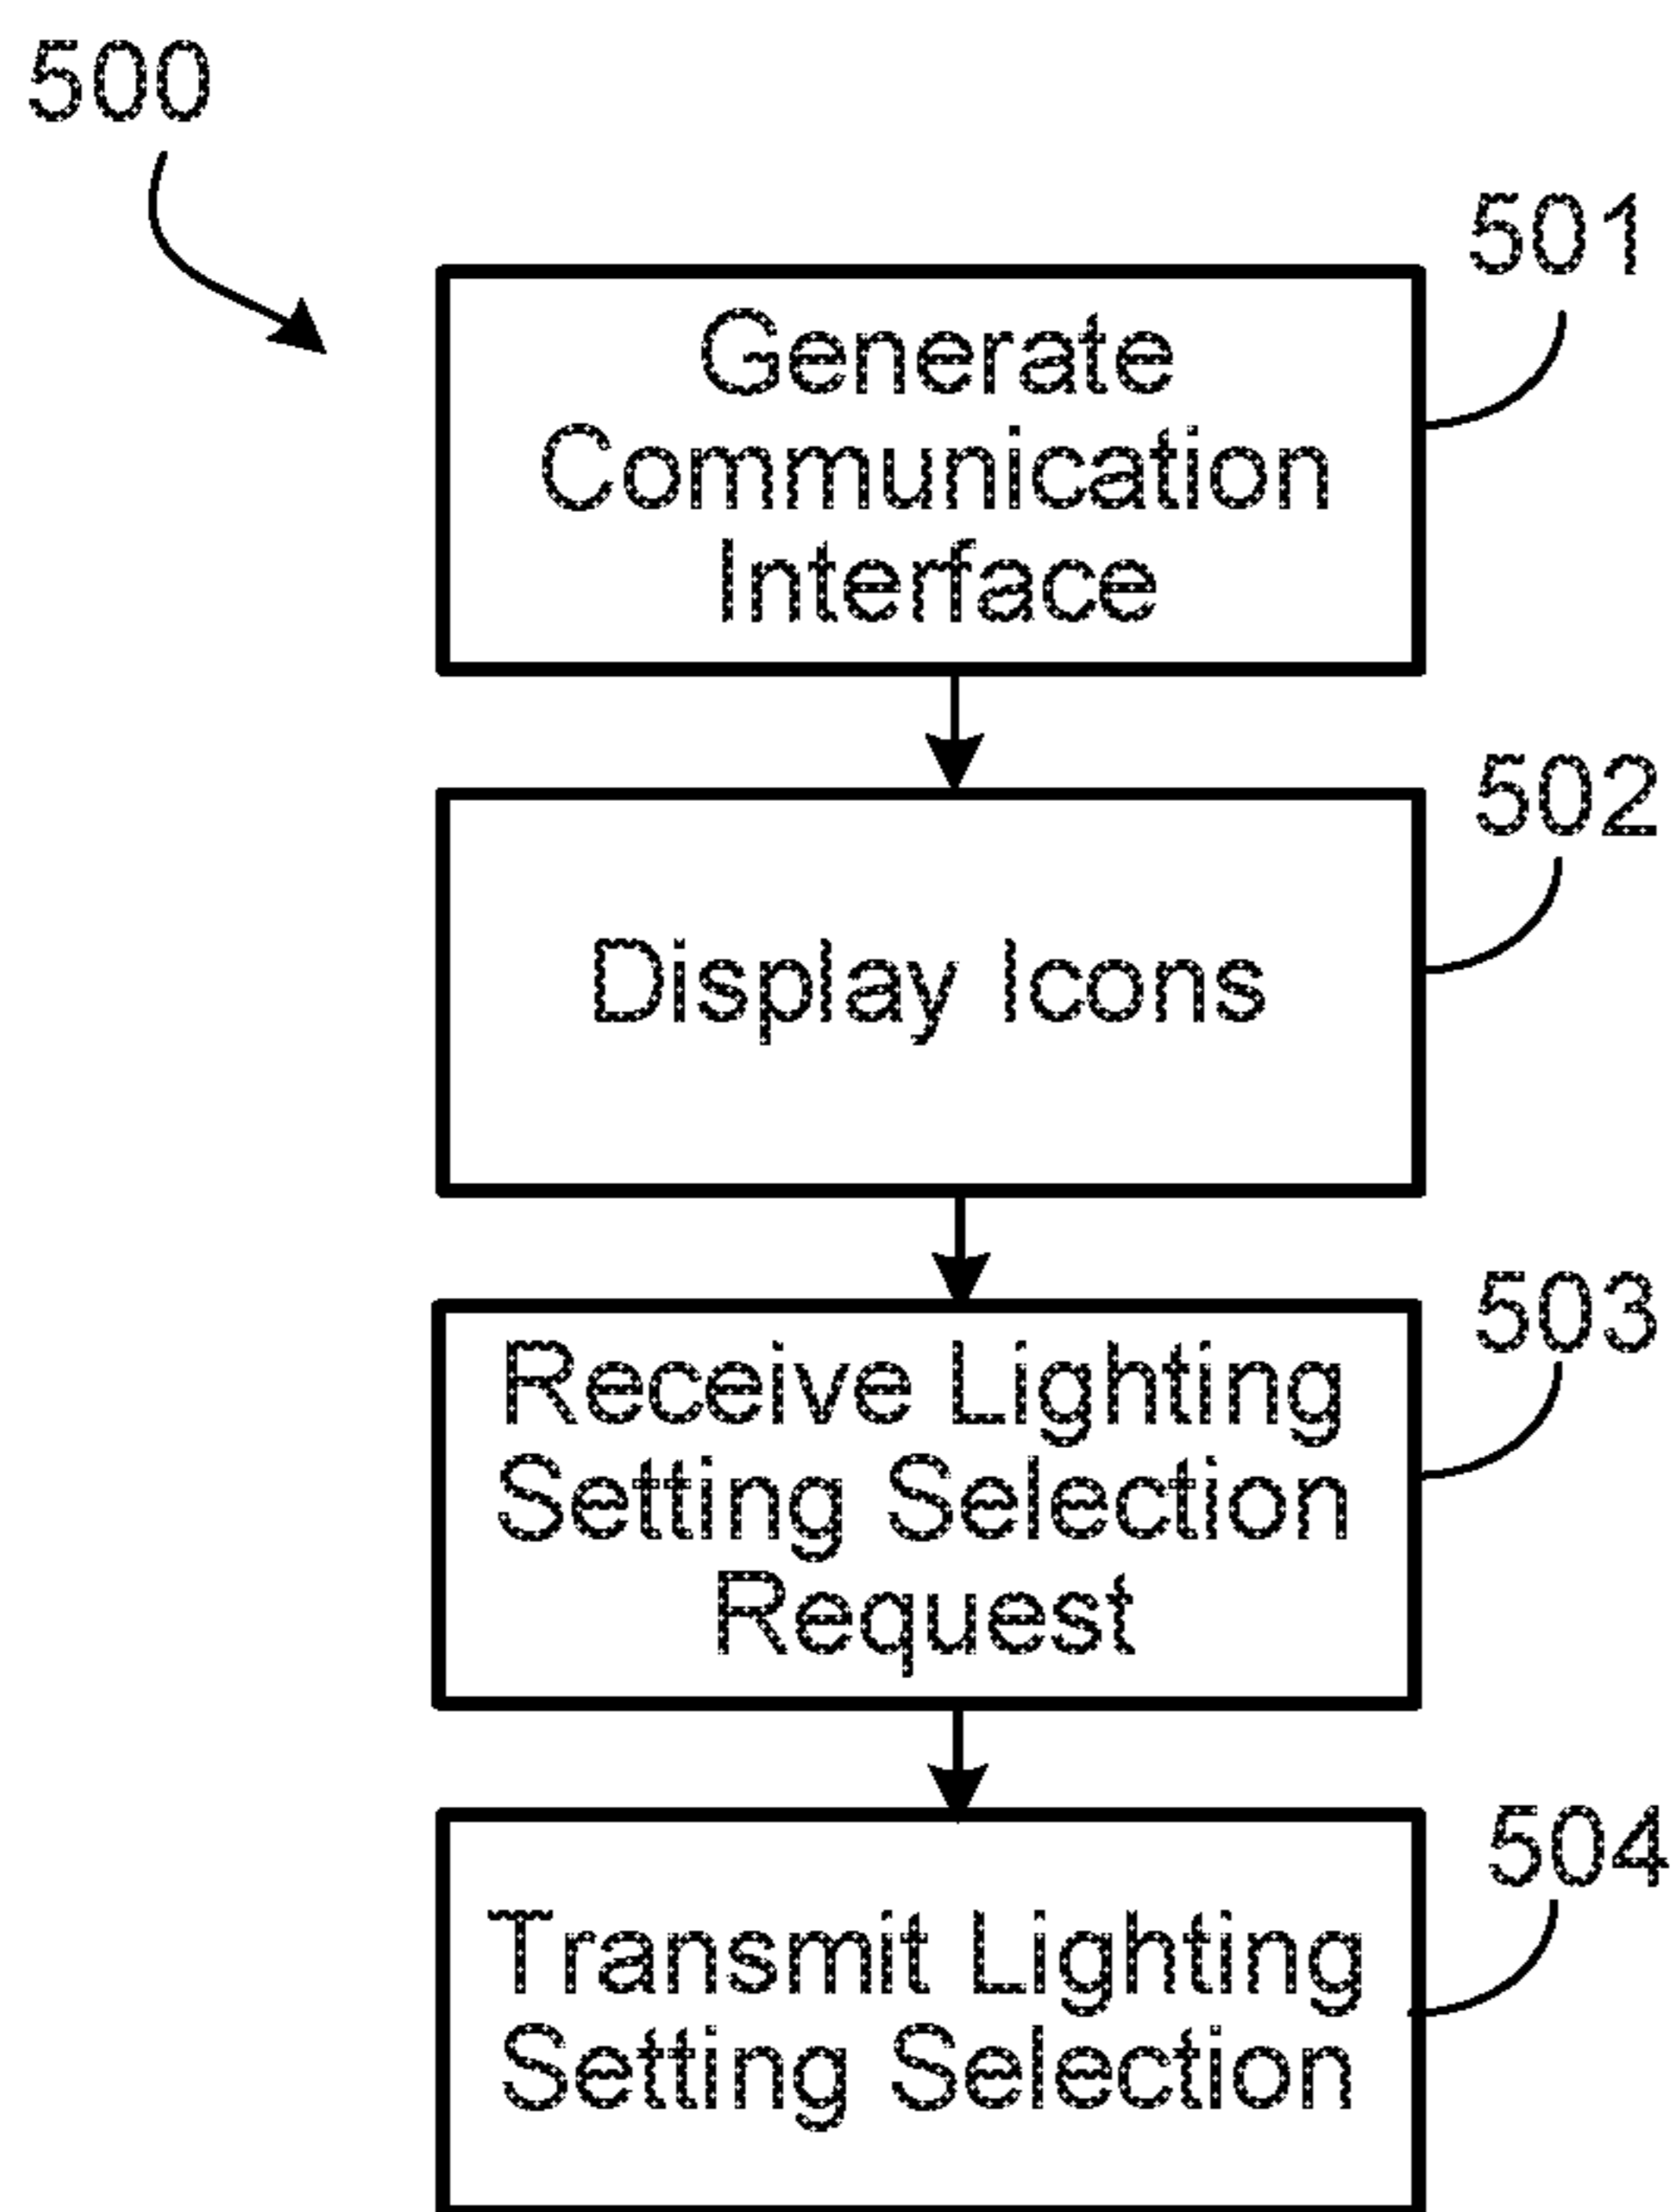 500
501
Generate
Communication
Interface
502
Display Icons
503
Receive Lighting
Setting Selection
Request
504
Transmit Lighting
Setting Selection